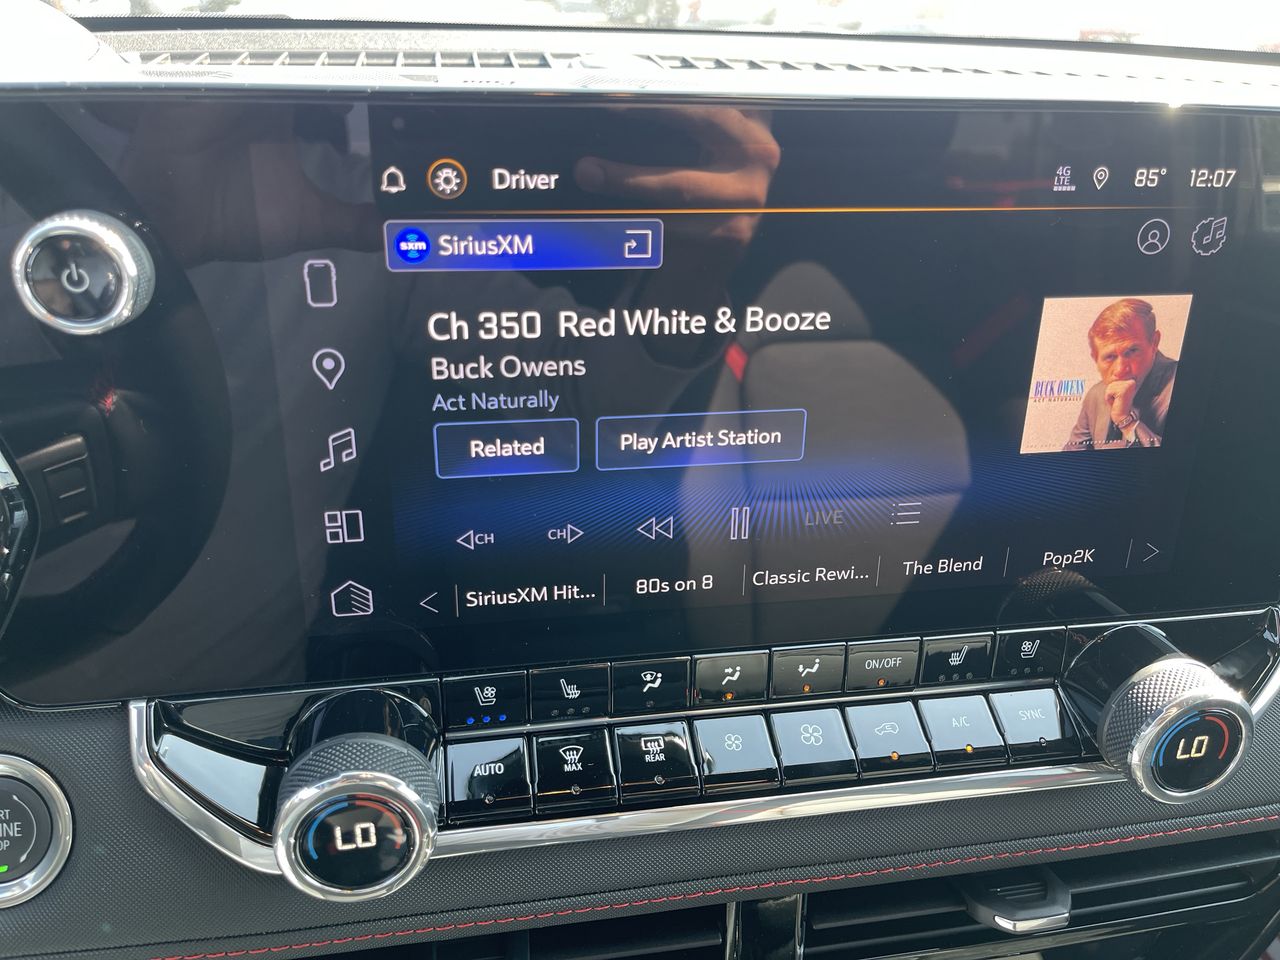 Driver
4G
LTE
85°
12:07
sxm
SiriusXM
Ch 350 Red White & Booze
Buck Owens
Act Naturally
BUCK OWENS
ACT NATURALLY
Related
Play Artist Station
CH
CH
LIVE
SiriusXM Hit...
80s on 8
Classic Rewi...
The Blend
Pop2K
ON/OFF
AUTO
MAX
REAR
A/C
SYNC
LO
LO